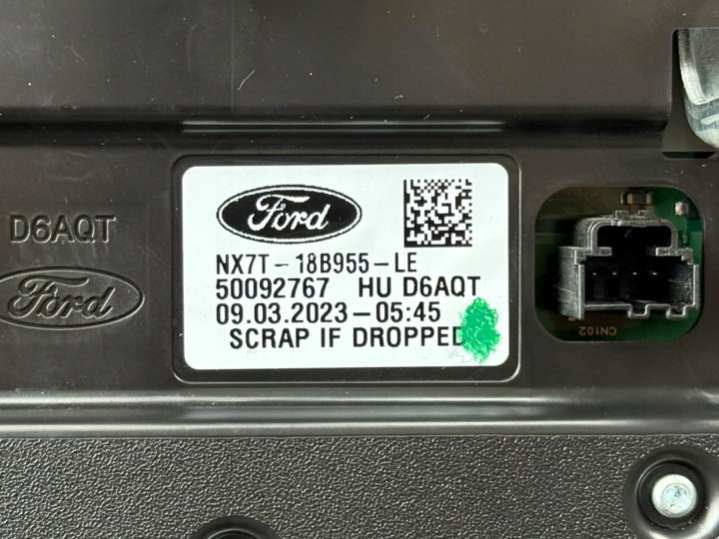 Ford
NX7T-18B955-LE
50092767 HU D6AQT
09.03.2023-05:45
SCRAP IF DROPPED
D6AQT
Ford
CN102